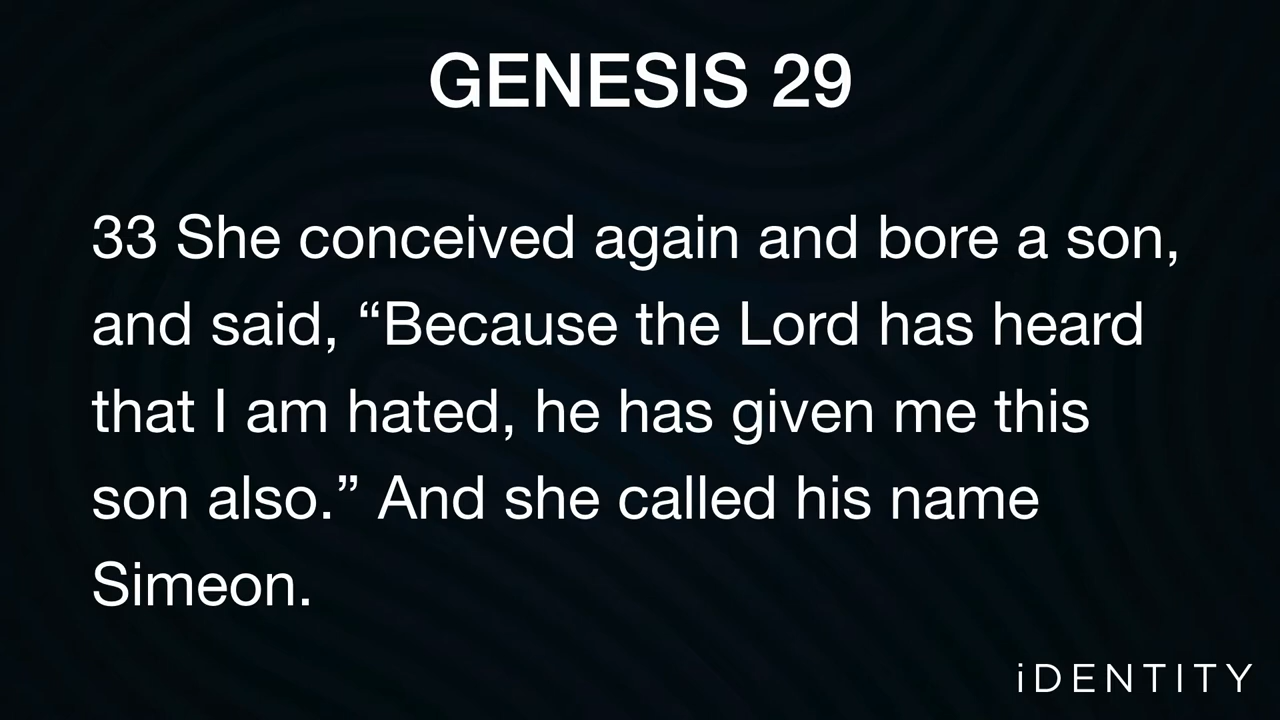 GENESIS 29
33 She conceived again and bore a son,
and said, “Because the Lord has heard
that I am hated, he has given me this
son also.” And she called his name
Simeon.
iDENTITY